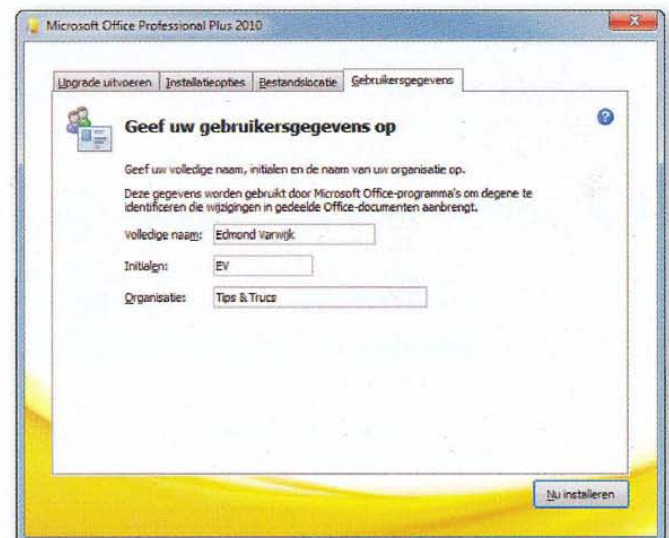 Microsoft Office Professional Plus 2010
Upgrade uitvoeren Installatieopties Bestandslocatie Gebruikersgegevens
Geef uw gebruikersgegevens op
Geef uw volledige naam, initialen en de naam van uw organisatie op.
Deze gegevens worden gebruikt door Microsoft Office-programma's om degene te
identificeren die wijzigingen in gedeelde Office-documenten aanbrengt.
Volledige naam: Edmond Varwijk
Initialen: EV
Organisatie: Tips & Trucs
Nu installeren